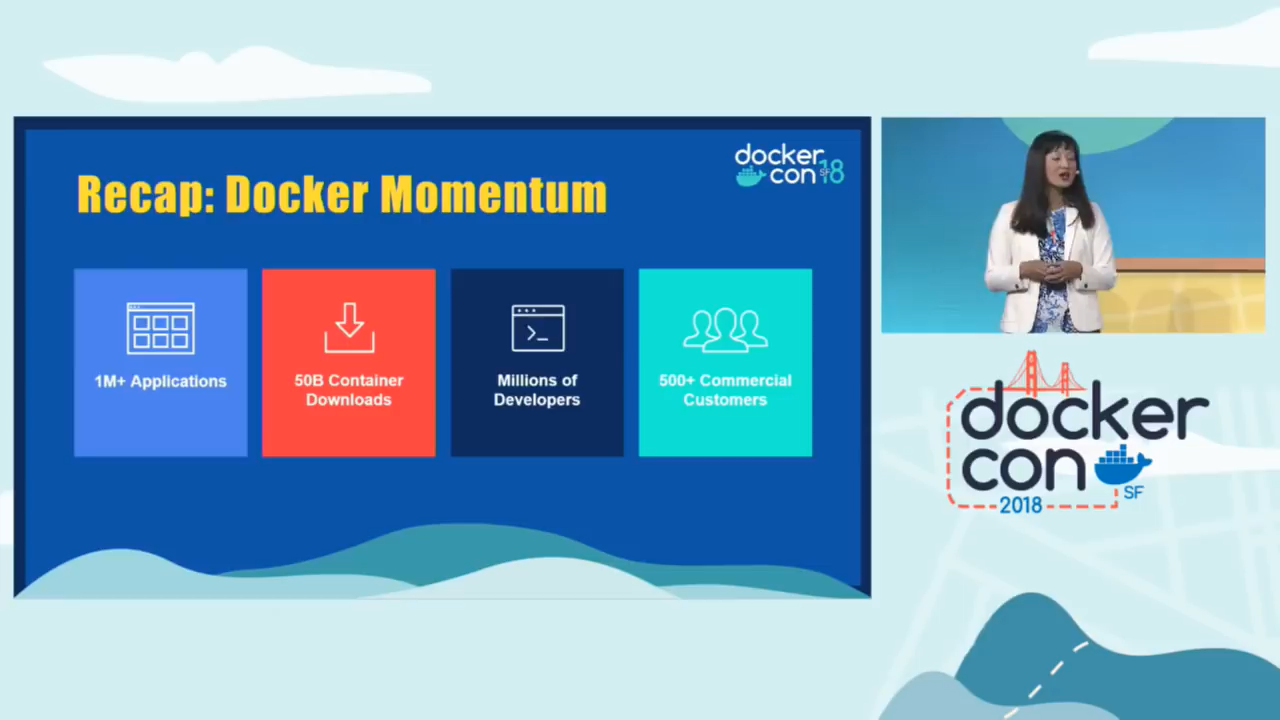 docker
con SF 18
Recap: Docker Momentum
1M+ Applications
50B Container
Downloads
Millions of
Developers
500+ Commercial
Customers
docker
con
SF
2018